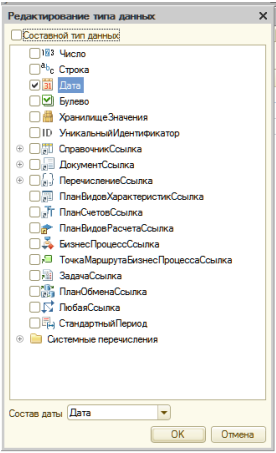 Редактирование типа данных
Составной тип данных
Число
Строка
Дата
Булево
ХранилищеЗначения
УникальныйИдентификатор
СправочникСсылка
ДокументСсылка
ПеречислениеСсылка
ПланВидовХарактеристикСсылка
ПланСчетовСсылка
ПланВидовРасчетаСсылка
БизнесПроцессСсылка
ТочкаМаршрутаБизнесПроцессаСсылка
ЗадачаСсылка
ПланОбменаСсылка
ЛюбаяСсылка
СтандартныйПериод
Системные перечисления
Состав даты Дата
OK Отмена